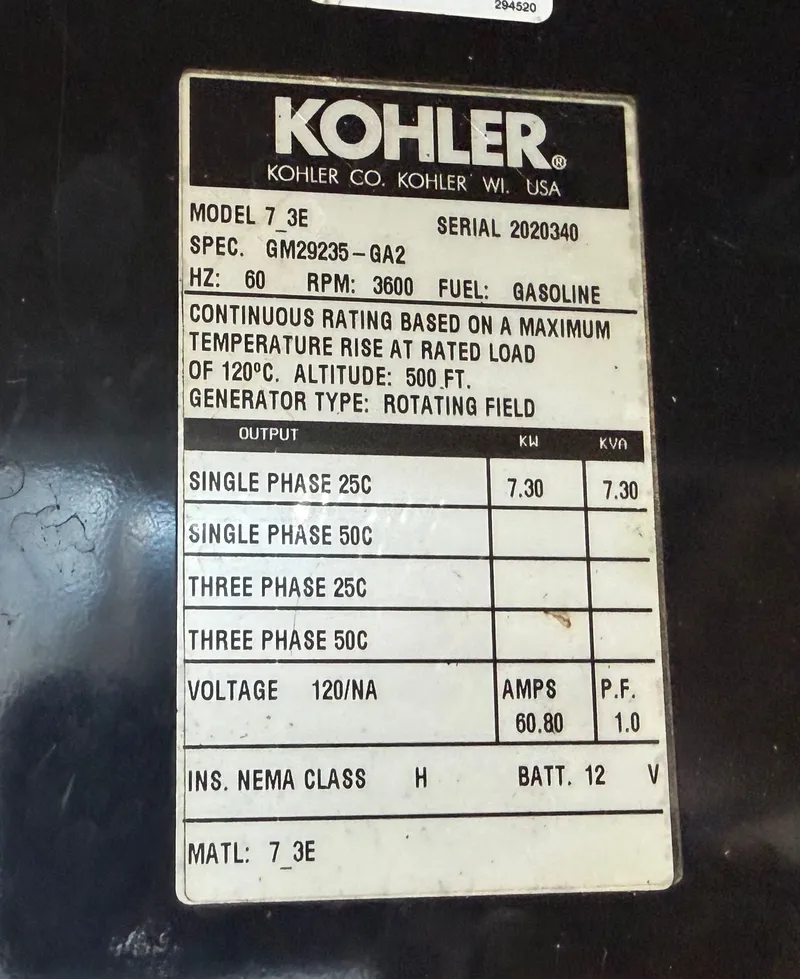 294520
KOHLER®
KOHLER CO. KOHLER WI. USA
MODEL 7_3E SERIAL 2020340
SPEC. GM29235-GA2
HZ: 60 RPM: 3600 FUEL: GASOLINE
CONTINUOUS RATING BASED ON A MAXIMUM
TEMPERATURE RISE AT RATED LOAD
OF 120ºC. ALTITUDE: 500 FT.
GENERATOR TYPE: ROTATING FIELD
OUTPUT KW KVA
SINGLE PHASE 25C 7.30 7.30
SINGLE PHASE 50C
THREE PHASE 25C
THREE PHASE 50C
VOLTAGE 120/NA AMPS P.F.
60.80 1.0
INS. NEMA CLASS H BATT. 12 V
MATL: 7_3E